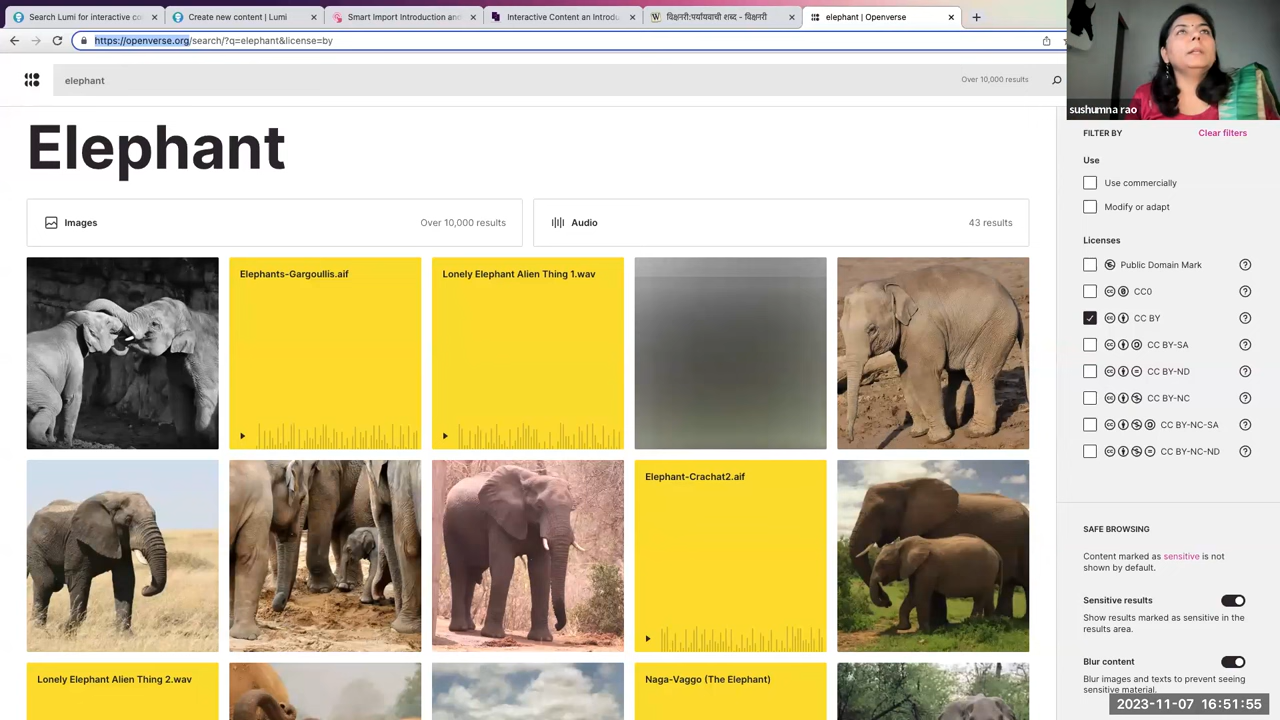 Search Lumi for interactive co
Create new content | Lumi
Smart Import Introduction and
Interactive Content an Introdu
विक्षनरी:पर्यायवाची शब्द - विक्षनरी
elephant | Openverse
https://openverse.org/search/?q=elephant&license=by
elephant
Over 10,000 results
sushumna rao
Elephant
Images
Over 10,000 results
Audio
43 results
Elephants-Gargoullis.aif
Lonely Elephant Alien Thing 1.wav
Elephant-Crachat2.aif
Lonely Elephant Alien Thing 2.wav
Naga-Vaggo (The Elephant)
FILTER BY
Clear filters
Use
Use commercially
Modify or adapt
Licenses
Public Domain Mark
CC0
CC BY
CC BY-SA
CC BY-ND
CC BY-NC
CC BY-NC-SA
CC BY-NC-ND
SAFE BROWSING
Content marked as sensitive is not
shown by default.
Sensitive results
Show results marked as sensitive in the
results area.
Blur content
Blur images and texts to prevent seeing
sensitive material.
2023-11-07 16:51:55